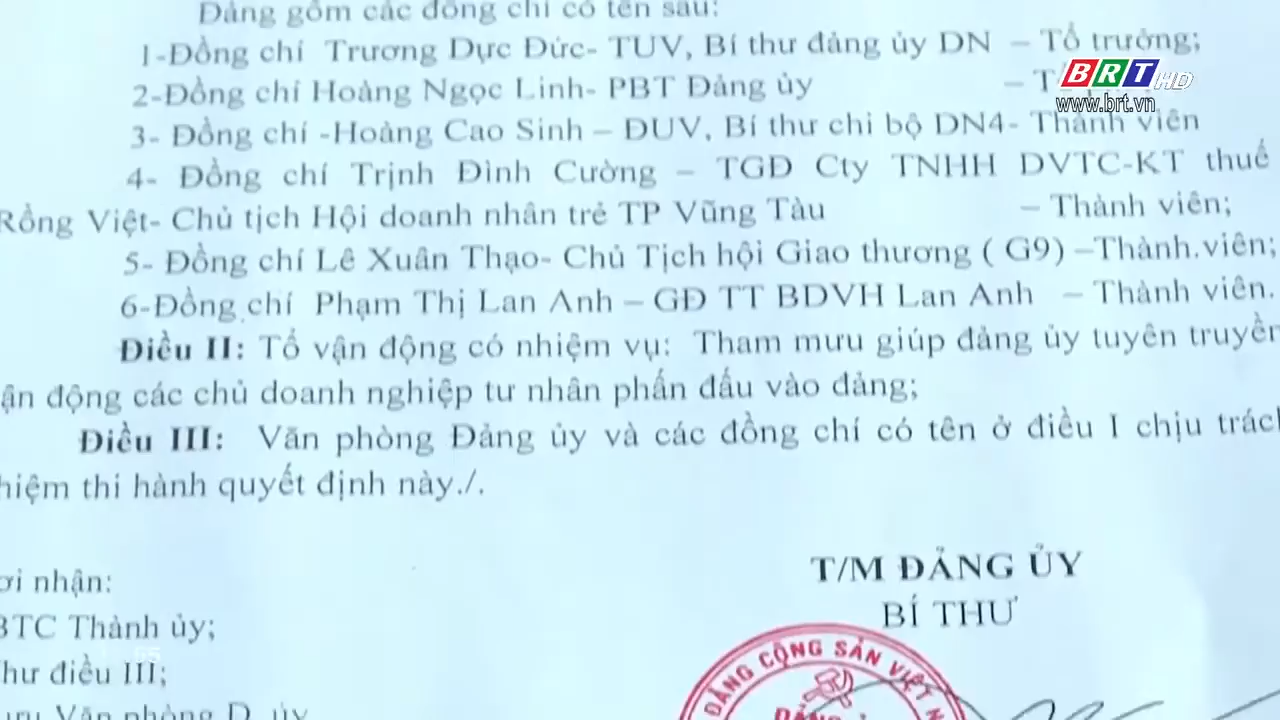 Đảng gồm các đồng chí có tên sau:
1-Đồng chí Trương Dực Đức- TUV, Bí thư đảng ủy DN – Tổ trưởng;
BRT HD
www.brt.vn
2-Đồng chí Hoàng Ngọc Linh- PBT Đảng ủy –
3- Đồng chí -Hoàng Cao Sinh – ĐUV, Bí thư chi bộ DN4- Thành viên
4- Đồng chí Trịnh Đình Cường – TGĐ Cty TNHH DVTC-KT thuế
Rồng Việt- Chủ tịch Hội doanh nhân trẻ TP Vũng Tàu – Thành viên;
5- Đồng chí Lê Xuân Thạo- Chủ Tịch hội Giao thương ( G9) –Thành.viên;
6-Đồng chí Phạm Thị Lan Anh – GĐ TT BDVH Lan Anh – Thành viên.
Điều II: Tổ vận động có nhiệm vụ: Tham mưu giúp đảng ủy tuyên truyền
ận động các chủ doanh nghiệp tư nhân phấn đấu vào đảng;
Điều III: Văn phòng Đảng ủy và các đồng chí có tên ở điều I chịu trách
hiệm thi hành quyết định này./.
T/M ĐẢNG ỦY
BÍ THƯ
ơi nhận:
BTC Thành ủy;
hư điều III;
Văn phòng Đ. ủy
ĐẢNG CỘNG SẢN VIỆT N